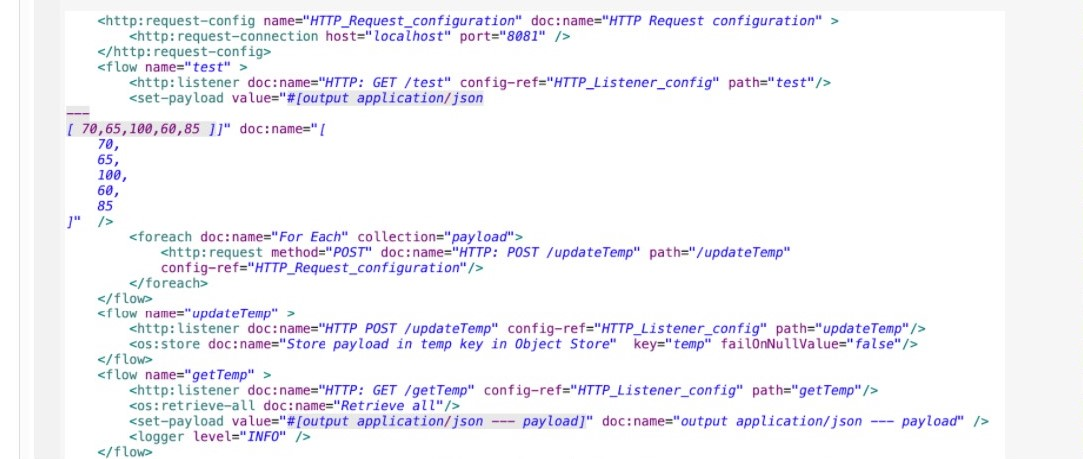 <http:request-config name="HTTP_Request_configuration" doc:name="HTTP Request configuration" >
<http:request-connection host="localhost" port="8081" />
</http:request-config>
<flow name="test" >
<http:listener doc:name="HTTP: GET /test" config-ref="HTTP_Listener_config" path="test"/>
<set-payload value="#[output application/json
---
[ 70,65,100,60,85 ]]" doc:name="[
70,
65,
100,
60,
85
]" />
<foreach doc:name="For Each" collection="payload">
<http:request method="POST" doc:name="HTTP: POST /updateTemp" path="/updateTemp"
config-ref="HTTP_Request_configuration"/>
</foreach>
</flow>
<flow name="updateTemp" >
<http:listener doc:name="HTTP POST /updateTemp" config-ref="HTTP_Listener_config" path="updateTemp"/>
<os:store doc:name="Store payload in temp key in Object Store" key="temp" failOnNullValue="false"/>
</flow>
<flow name="getTemp" >
<http:listener doc:name="HTTP: GET /getTemp" config-ref="HTTP_Listener_config" path="getTemp"/>
<os:retrieve-all doc:name="Retrieve all"/>
<set-payload value="#[output application/json --- payload]" doc:name="output application/json --- payload" />
<logger level="INFO" />
</flow>